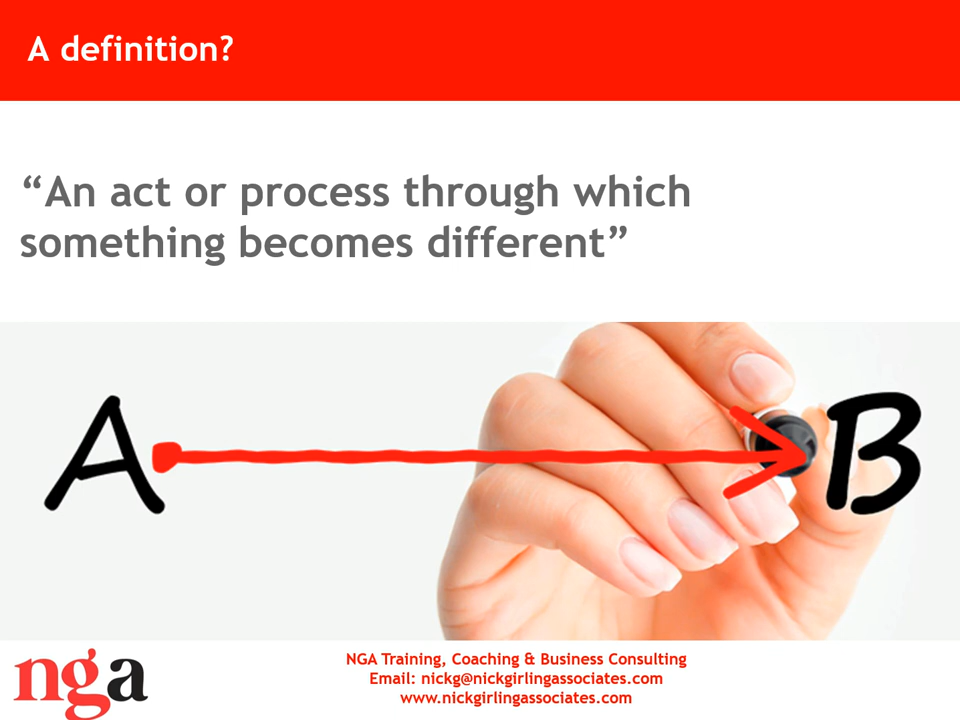 A definition?
“An act or process through which
something becomes different”
A
B
nga
NGA Training, Coaching & Business Consulting
Email: nickg@nickgirlingassociates.com
www.nickgirlingassociates.com